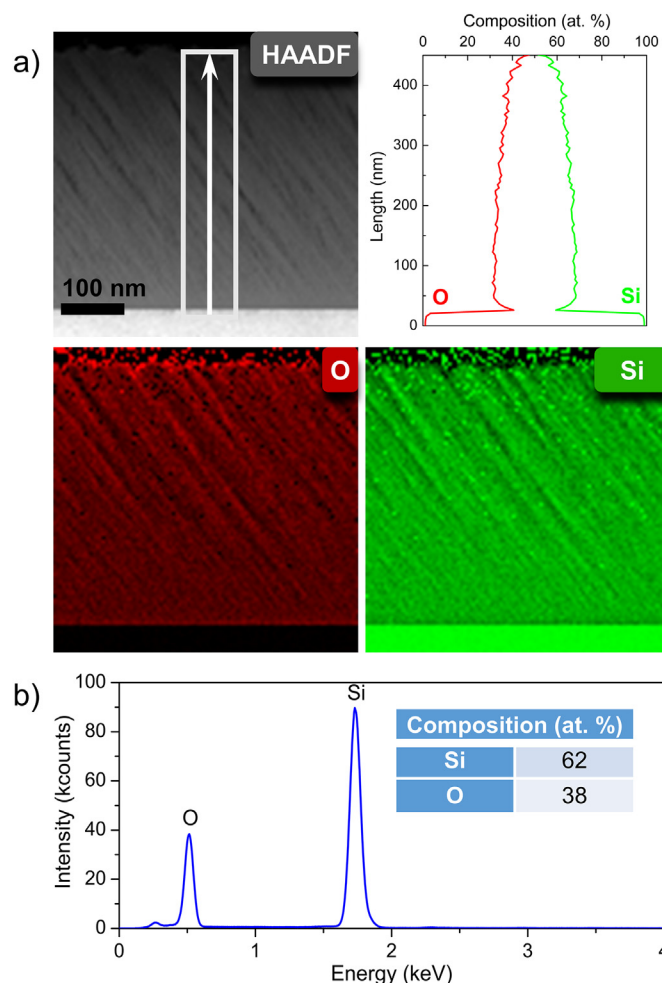 a)
HAADF
100 nm
Composition (at. %)
0 20 40 60 80 100
Length (nm)
400
300
200
100
0
O
Si
O
Si
b)
Intensity (kcounts)
100
80
60
40
20
0
O
Si
Composition (at. %)
Si 62
O 38
0 1 2 3 4
Energy (keV)